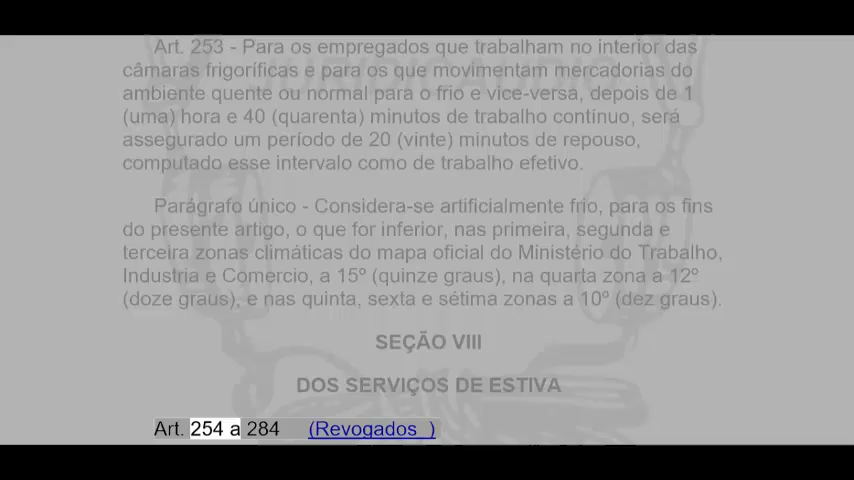 Art. 253 - Para os empregados que trabalham no interior das
câmaras frigoríficas e para os que movimentam mercadorias do
ambiente quente ou normal para o frio e vice-versa, depois de 1
(uma) hora e 40 (quarenta) minutos de trabalho contínuo, será
assegurado um período de 20 (vinte) minutos de repouso,
computado esse intervalo como de trabalho efetivo.
Parágrafo único - Considera-se artificialmente frio, para os fins
do presente artigo, o que for inferior, nas primeira, segunda e
terceira zonas climáticas do mapa oficial do Ministério do Trabalho,
Industria e Comercio, a 15º (quinze graus), na quarta zona a 12º
(doze graus), e nas quinta, sexta e sétima zonas a 10º (dez graus).
SEÇÃO VIII
DOS SERVIÇOS DE ESTIVA
Art. 254 a 284 (Revogados )